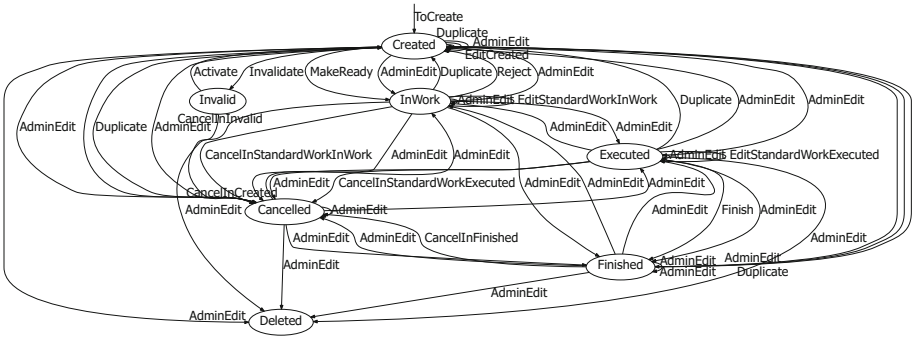 ToCreate
Duplicate
Created
AdminEdit
EditCreated
Activate
Invalidate
MakeReady
AdminEdit
Duplicate
Reject
AdminEdit
Invalid
InWork
AdminEdit
EditStandardWorkInWork
Duplicate
AdminEdit
AdminEdit
CancelInInvalid
AdminEdit
Duplicate
AdminEdit
AdminEdit
AdminEdit
CancelInStandardWorkInWork
AdminEdit
AdminEdit
Executed
AdminEdit
EditStandardWorkExecuted
AdminEdit
CancelInStandardWorkExecuted
AdminEdit
AdminEdit
AdminEdit
CancelInCreated
AdminEdit
Cancelled
AdminEdit
AdminEdit
Finish
AdminEdit
AdminEdit
AdminEdit
CancelInFinished
AdminEdit
AdminEdit
Finished
AdminEdit
AdminEdit
AdminEdit
Duplicate
AdminEdit
AdminEdit
Deleted